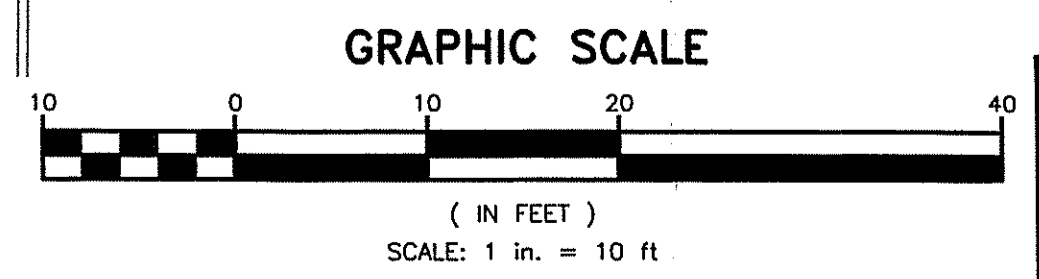 GRAPHIC SCALE
10 0 10 20 40
( IN FEET )
SCALE: 1 in. = 10 ft